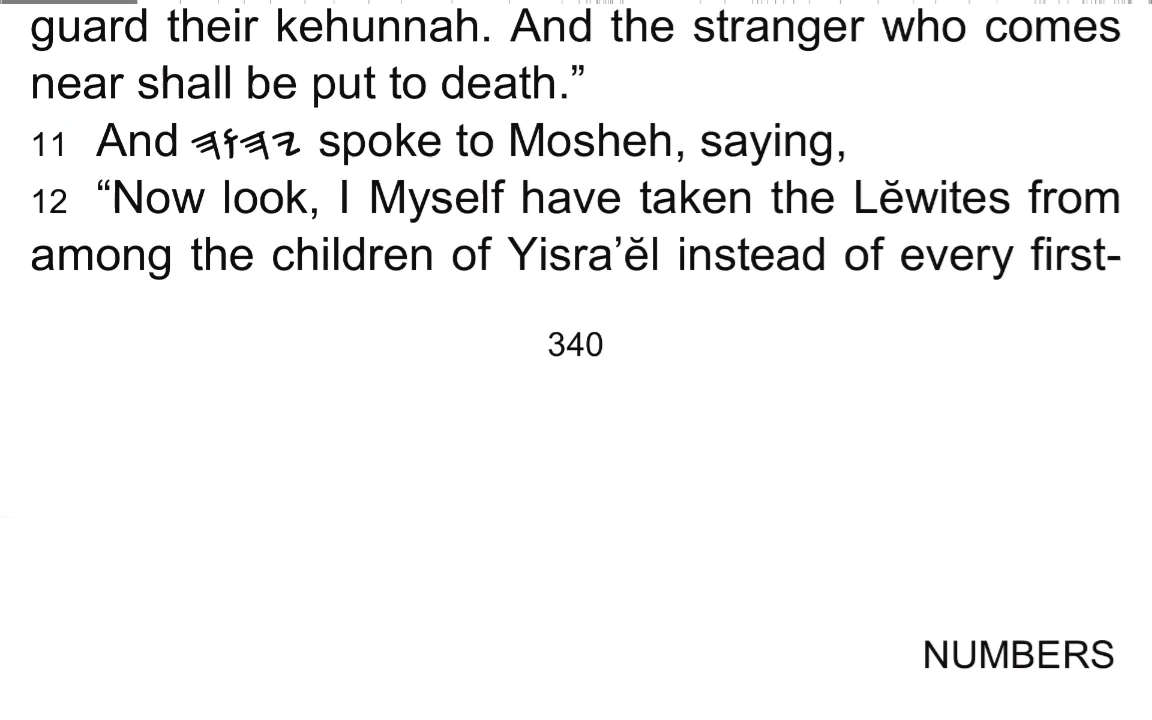 guard their kehunnah. And the stranger who comes
near shall be put to death.”
11 And 𐤉𐤄𐤅𐤄 spoke to Mosheh, saying,
12 “Now look, I Myself have taken the Lĕwites from
among the children of Yisra’ĕl instead of every first-
340
NUMBERS